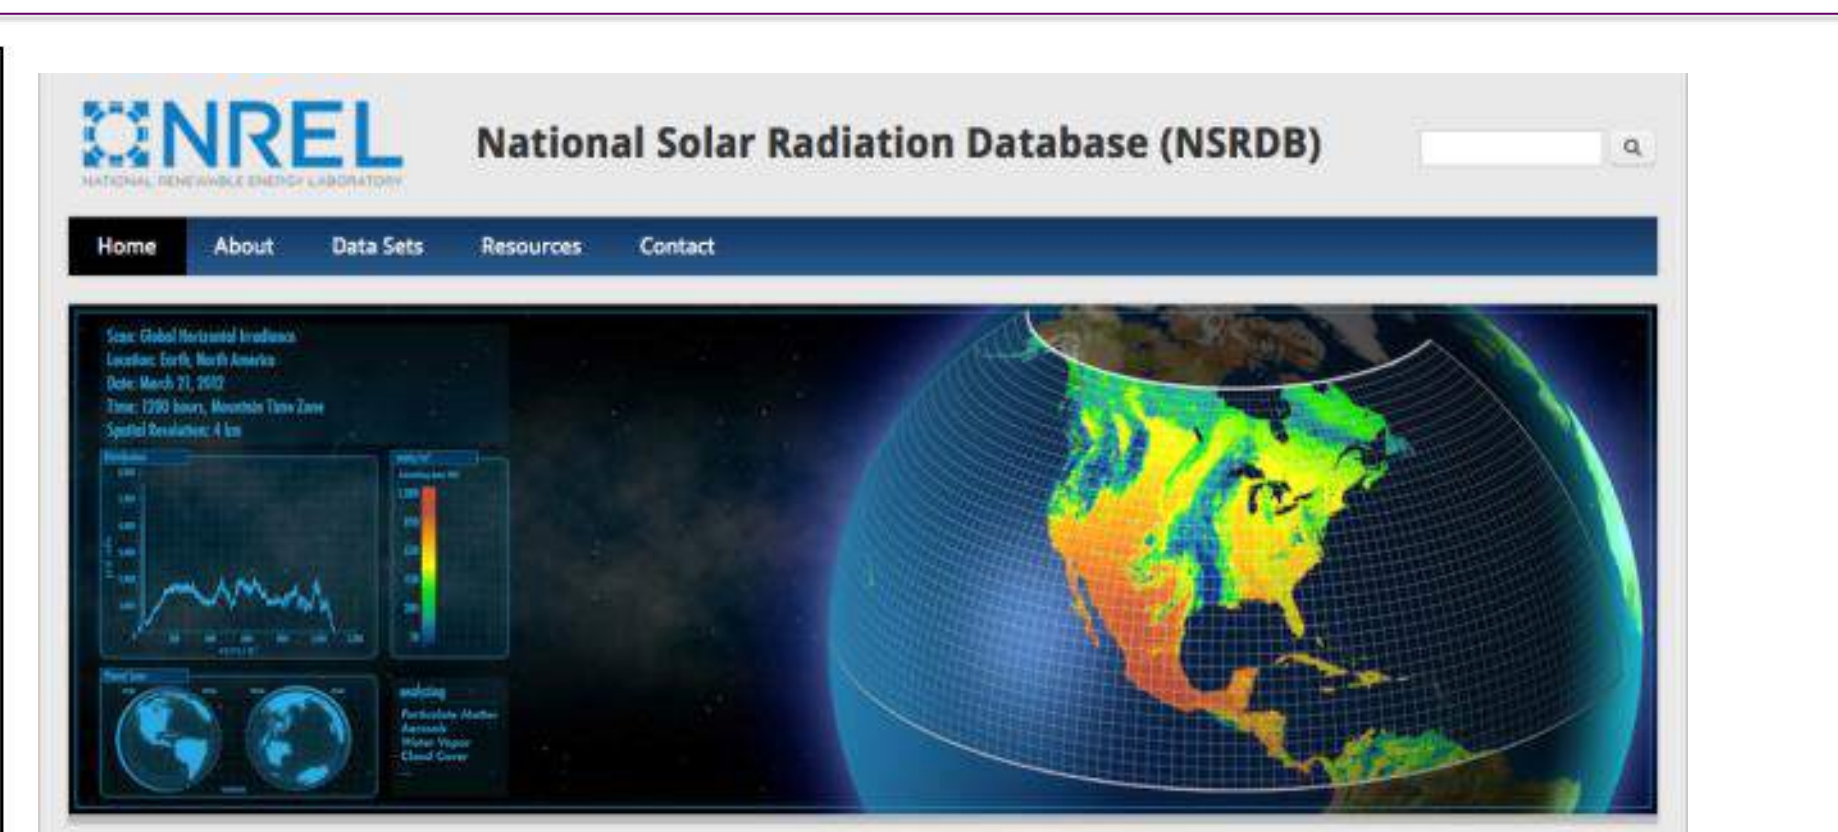 NREL
NATIONAL RENEWABLE ENERGY LABORATORY
National Solar Radiation Database (NSRDB)
Home
About
Data Sets
Resources
Contact
Scan: Global Horizontal Irradiance
Location: Earth, North America
Date: March 21, 2012
Time: 1200 hours, Mountain Time Zone
Spatial Resolution: 4 km
analyzing
Particulate Matter
Aerosols
Water Vapor
Cloud Cover